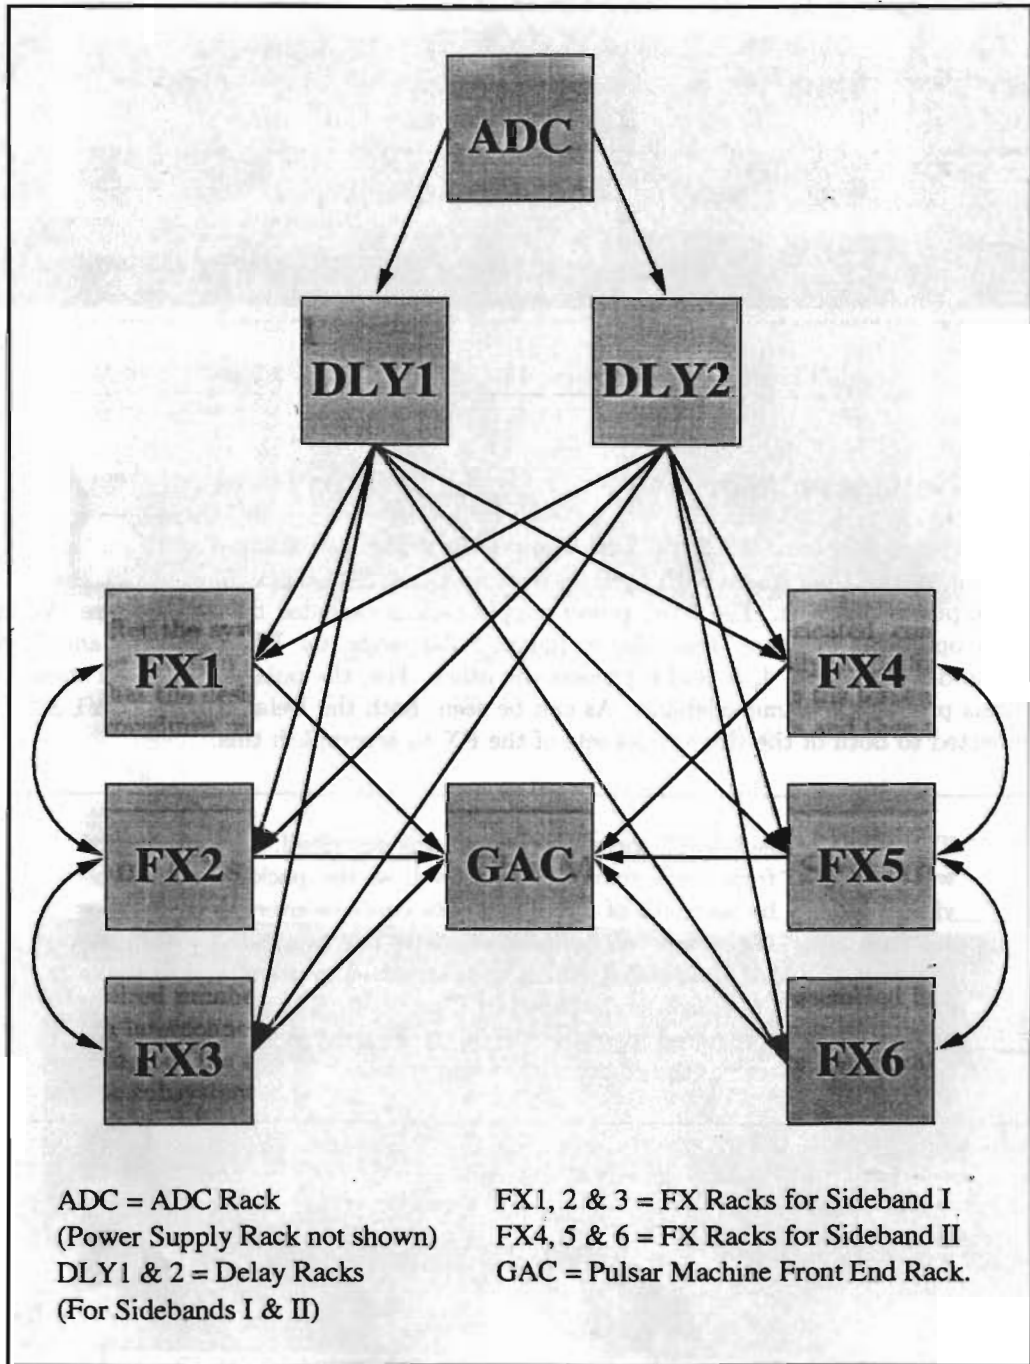 ADC
DLY1 DLY2
FX1 FX4
FX2 GAC FX5
FX3 FX6
ADC = ADC Rack
(Power Supply Rack not shown)
DLY1 & 2 = Delay Racks
(For Sidebands I & II)
FX1, 2 & 3 = FX Racks for Sideband I
FX4, 5 & 6 = FX Racks for Sideband II
GAC = Pulsar Machine Front End Rack.